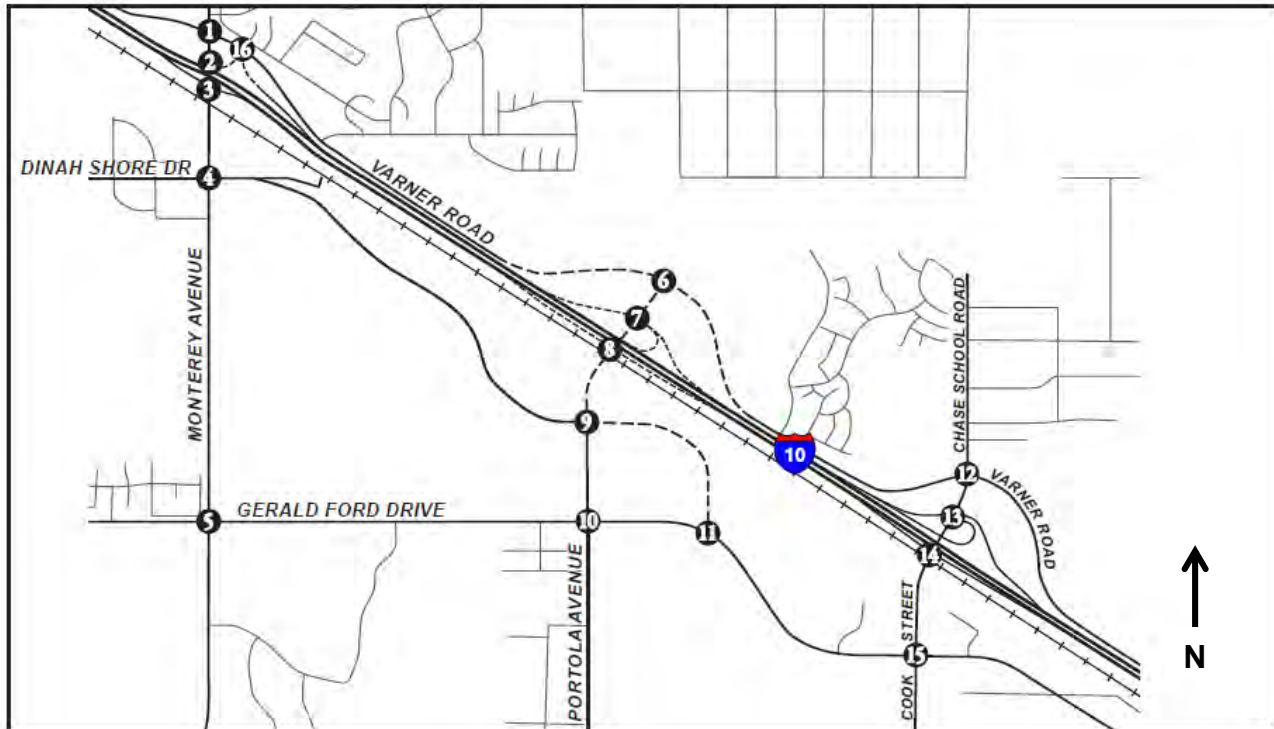 1
16
2
3
DINAH SHORE DR
4
VARNER ROAD
MONTEREY AVENUE
6
7
8
CHASE SCHOOL ROAD
9
10
12
VARNER ROAD
5
GERALD FORD DRIVE
10
11
13
14
PORTOLA AVENUE
COOK STREET
15
N